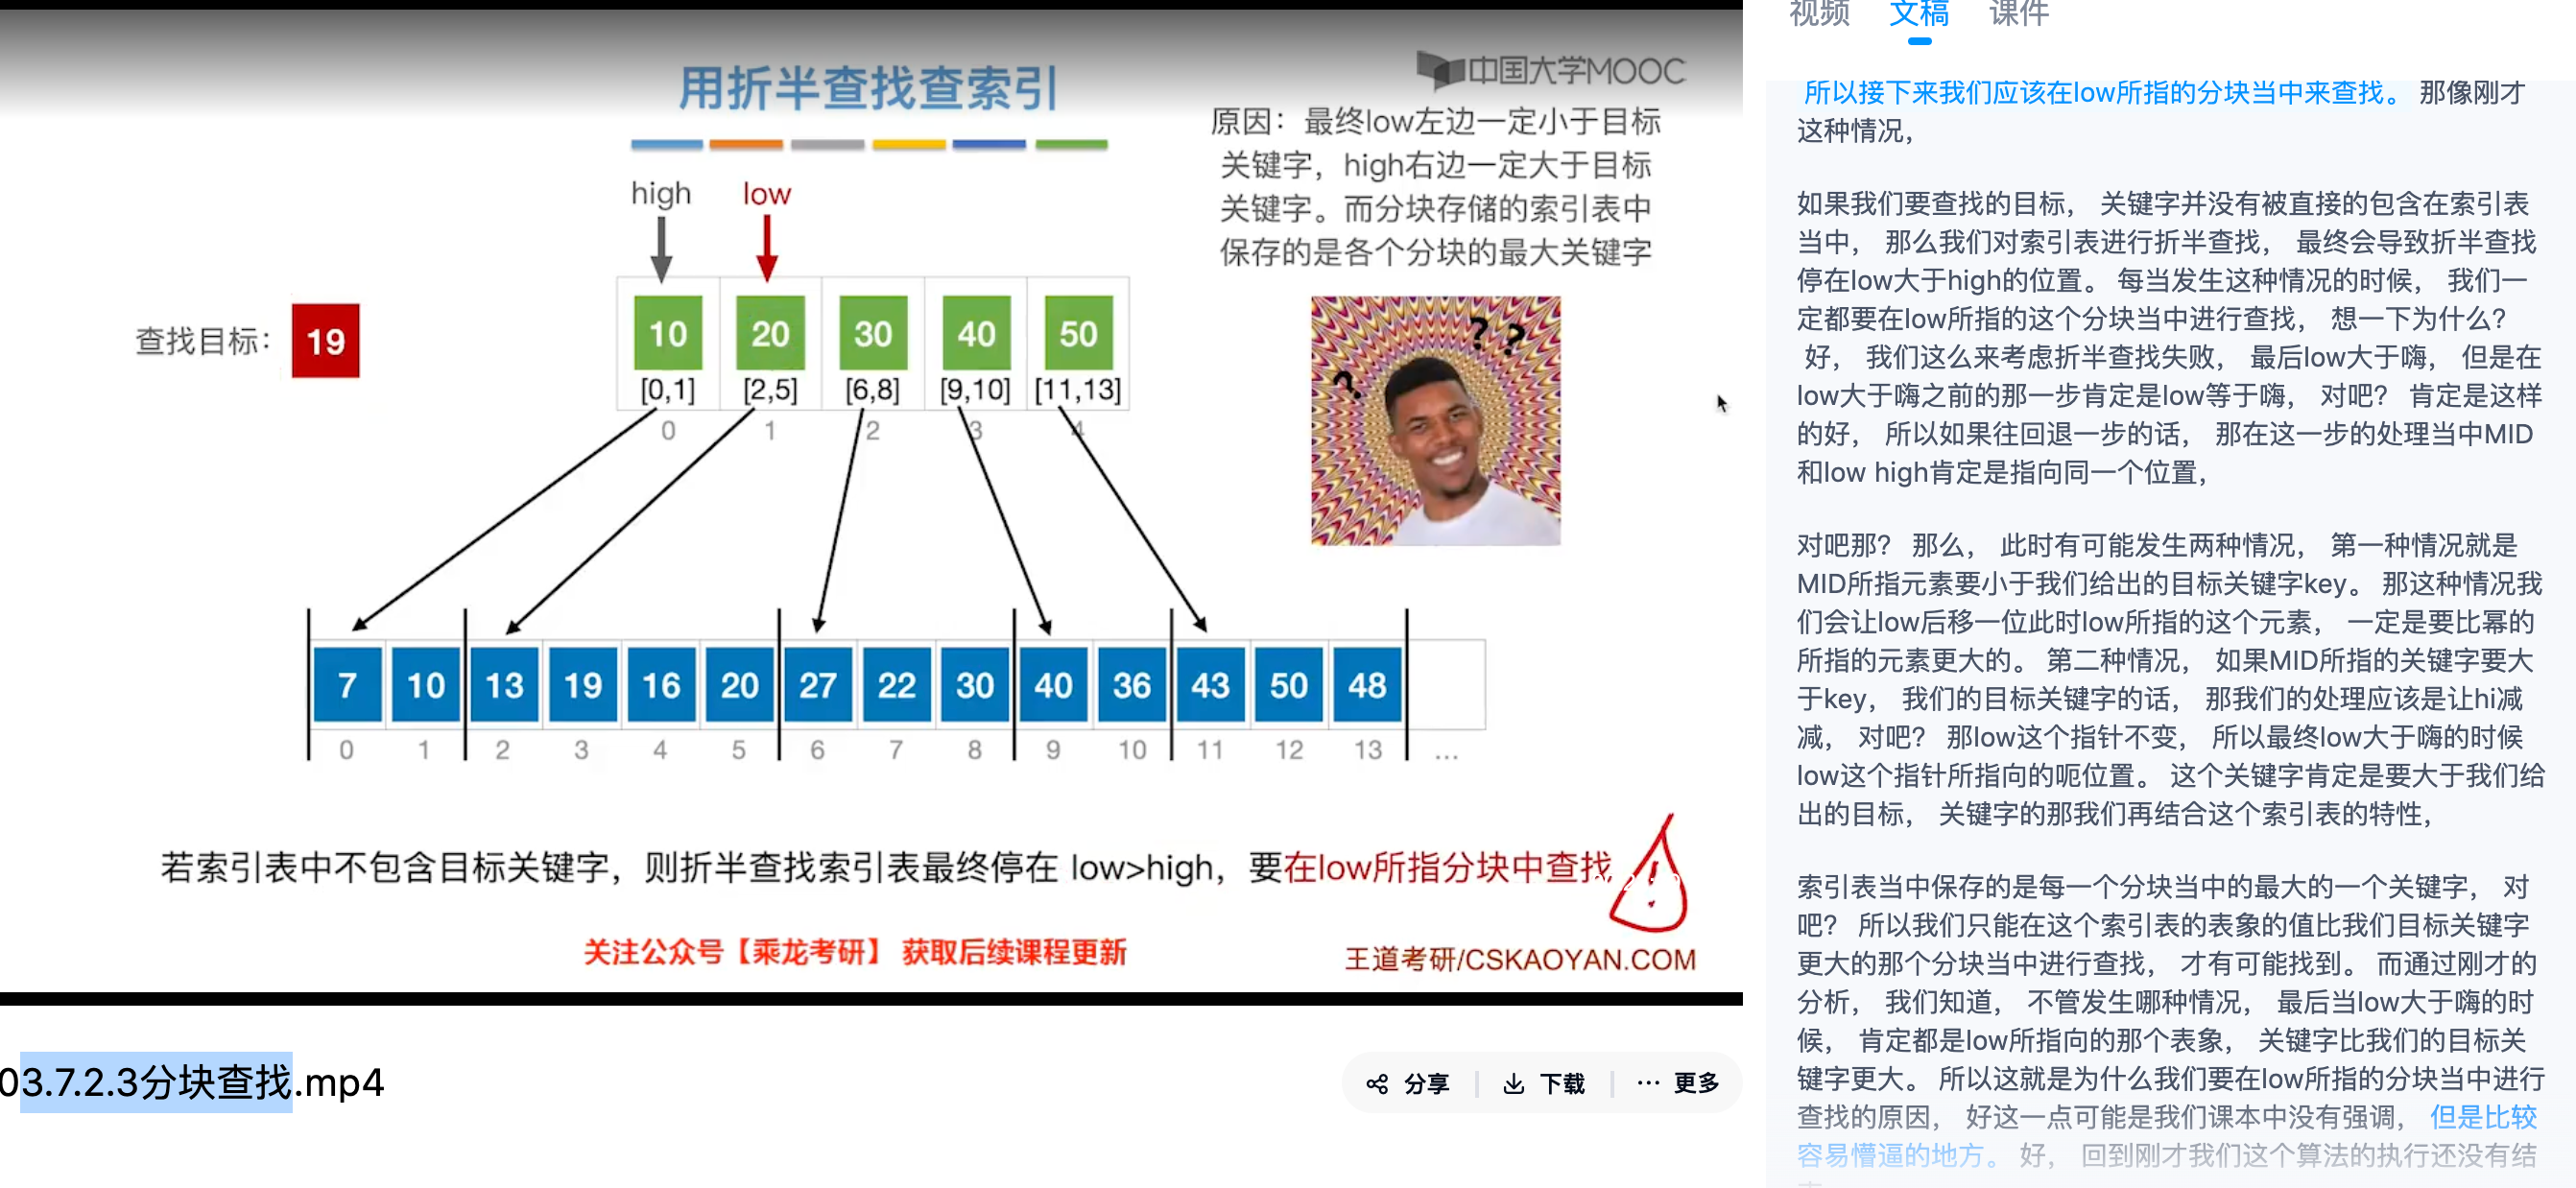 用折半查找查索引
中国大学MOOC
原因：最终low左边一定小于目标
关键字，high右边一定大于目标
关键字。而分块存储的索引表中
保存的是各个分块的最大关键字
high low
查找目标： 19
10 20 30 40 50
[0,1] [2,5] [6,8] [9,10] [11,13]
0 1 2 3 4
? ? ?
7 10 13 19 16 20 27 22 30 40 36 43 50 48
0 1 2 3 4 5 6 7 8 9 10 11 12 13 ...
若索引表中不包含目标关键字，则折半查找索引表最终停在 low>high，要在low所指分块中查找
关注公众号【乘龙考研】 获取后续课程更新
王道考研/CSKAOYAN.COM
03.7.2.3分块查找.mp4
分享 下载 ··· 更多
视频 文稿 课件
所以接下来我们应该在low所指的分块当中来查找。 那像刚才
这种情况，
如果我们要查找的目标， 关键字并没有被直接的包含在索引表
当中， 那么我们对索引表进行折半查找， 最终会导致折半查找
停在low大于high的位置。 每当发生这种情况的时候， 我们一
定都要在low所指的这个分块当中进行查找， 想一下为什么？
好， 我们这么来考虑折半查找失败， 最后low大于嗨， 但是在
low大于嗨之前的那一步肯定是low等于嗨， 对吧？ 肯定是这样
的好， 所以如果往回退一步的话， 那在这一步的处理当中MID
和low high肯定是指向同一个位置，
对吧那？ 那么， 此时有可能发生两种情况， 第一种情况就是
MID所指元素要小于我们给出的目标关键字key。 那这种情况我
们会让low后移一位此时low所指的这个元素， 一定是要比幂的
所指的元素更大的。 第二种情况， 如果MID所指的关键字要大
于key， 我们的目标关键字的话， 那我们的处理应该是让hi减
减， 对吧？ 那low这个指针不变， 所以最终low大于嗨的时候
low这个指针所指向的呃位置。 这个关键字肯定是要大于我们给
出的目标， 关键字的那我们再结合这个索引表的特性，
索引表当中保存的是每一个分块当中的最大的一个关键字， 对
吧？ 所以我们只能在这个索引表的表象的值比我们目标关键字
更大的那个分块当中进行查找， 才有可能找到。 而通过刚才的
分析， 我们知道， 不管发生哪种情况， 最后当low大于嗨的时
候， 肯定都是low所指向的那个表象， 关键字比我们的目标关
键字更大。 所以这就是为什么我们要在low所指的分块当中进行
查找的原因， 好这一点可能是我们课本中没有强调， 但是比较
容易懵逼的地方。 好， 回到刚才我们这个算法的执行还没有结